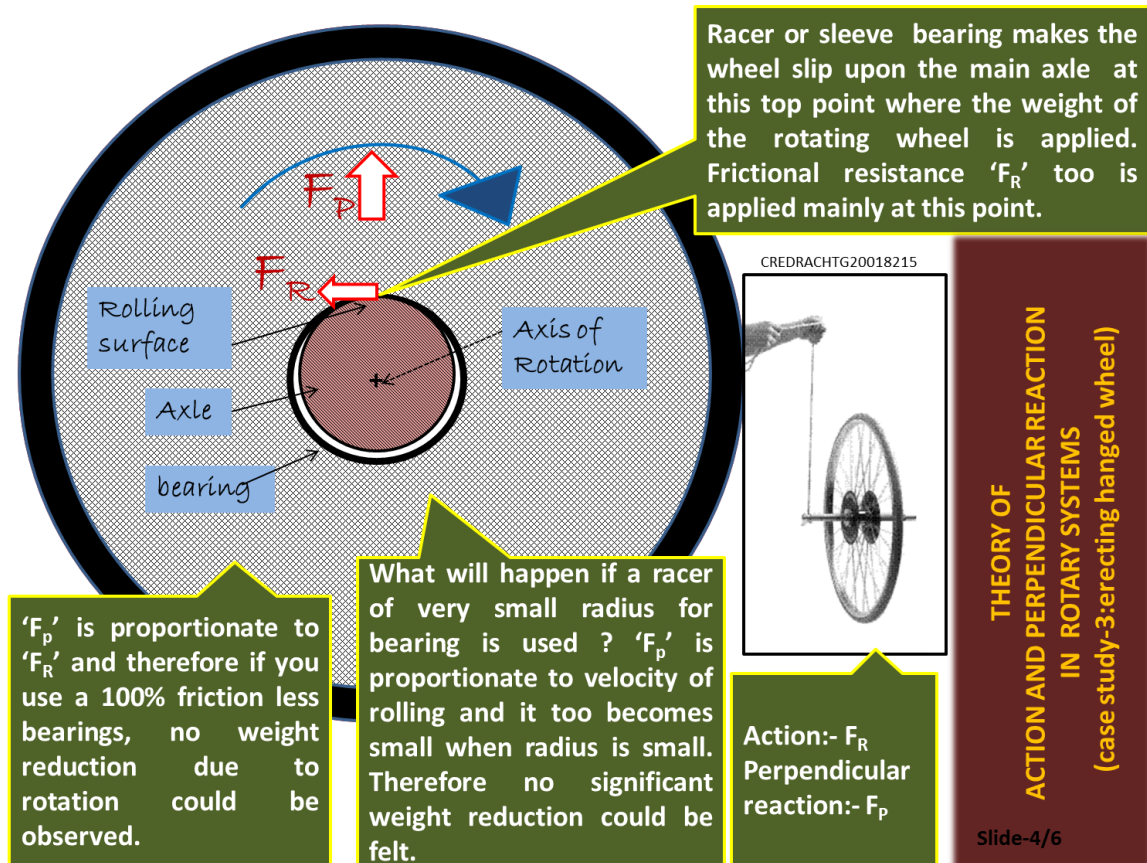 Racer or sleeve bearing makes the
wheel slip upon the main axle at
this top point where the weight of
the rotating wheel is applied.
Frictional resistance ‘FR’ too is
applied mainly at this point.
FP
FR
Rolling
surface
Axis of
Rotation
Axle
bearing
CREDRACHTG20018215
‘Fp’ is proportionate to
‘FR’ and therefore if you
use a 100% friction less
bearings, no weight
reduction due to
rotation could be
observed.
What will happen if a racer
of very small radius for
bearing is used ? ‘Fp’ is
proportionate to velocity of
rolling and it too becomes
small when radius is small.
Therefore no significant
weight reduction could be
felt.
Action:- FR
Perpendicular
reaction:- FP
THEORY OF
ACTION AND PERPENDICULAR REACTION
IN ROTARY SYSTEMS
(case study-3:erecting hanged wheel)
Slide-4/6